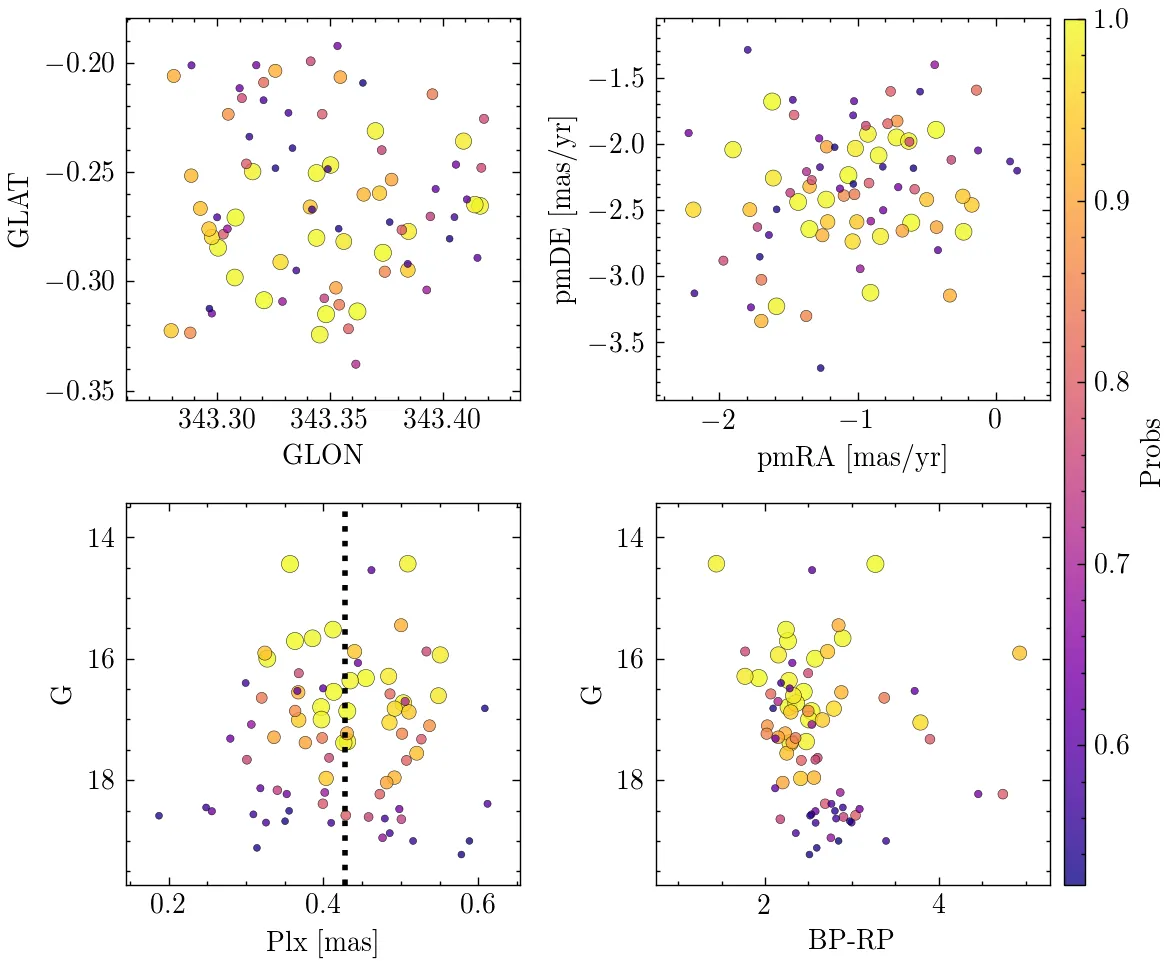 −0.20
−0.25
−0.30
−0.35
GLAT
343.30 343.35 343.40
GLON
−1.5
−2.0
−2.5
−3.0
−3.5
pmDE [mas/yr]
−2 −1 0
pmRA [mas/yr]
14
16
18
G
0.2 0.4 0.6
Plx [mas]
14
16
18
G
2 4
BP-RP
1.0
0.9
0.8
0.7
0.6
Probs